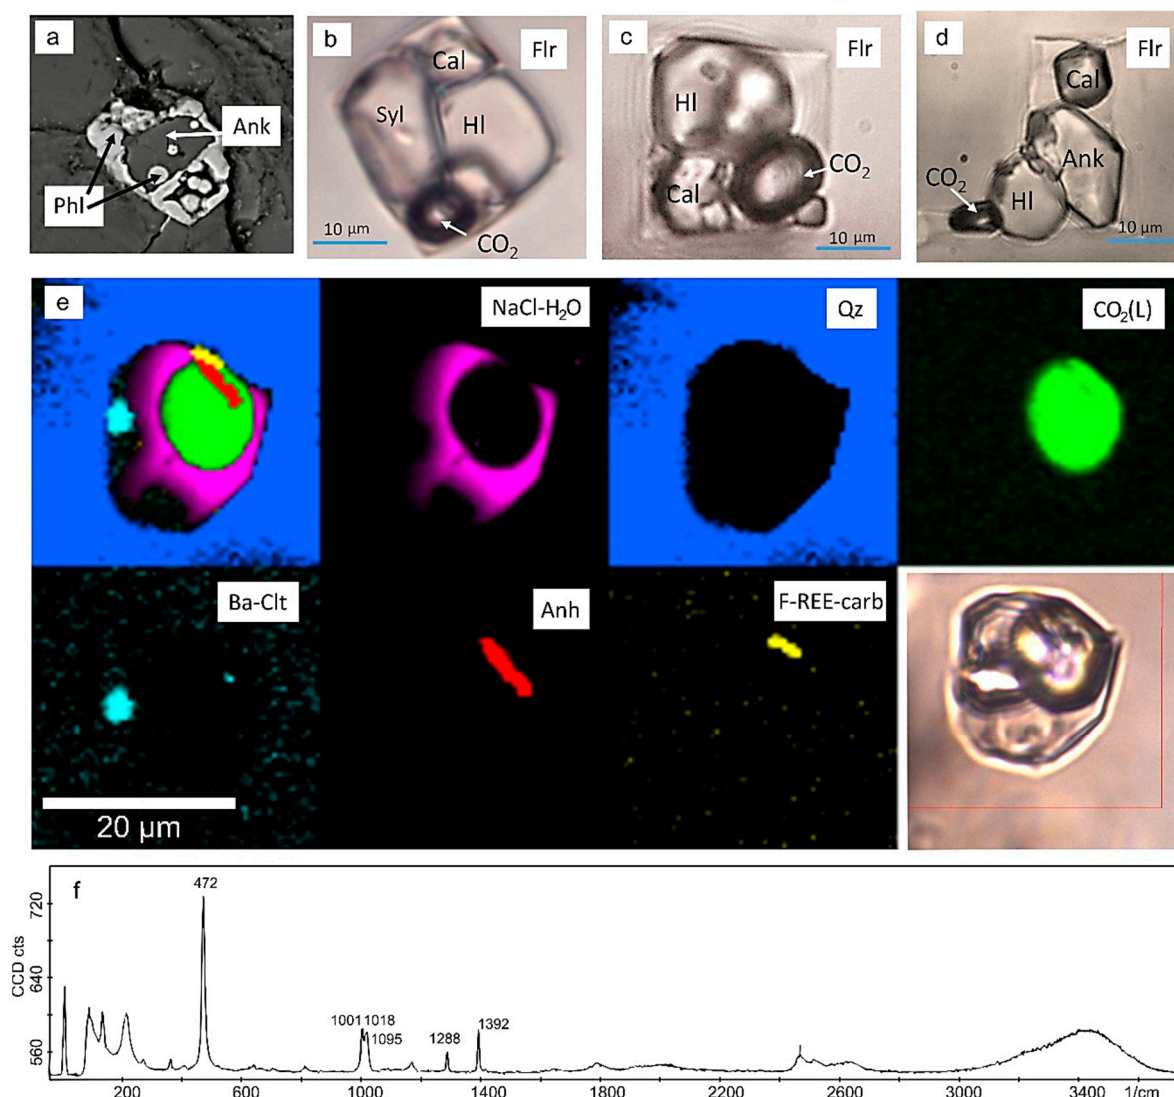 a
Ank
Phl
b
Flr
Cal
Syl
Hl
10 µm
CO2
c
Flr
Hl
CO2
Cal
10 µm
d
Flr
Cal
Ank
CO2
Hl
10 µm
e
NaCl-H2O
Qz
CO2(L)
Ba-Clt
Anh
F-REE-carb
20 µm
f
CCD cts
720
640
560
472
1001 1018
1095
1288
1392
200 600 1000 1400 1800 2200 2600 3000 3400 1/cm